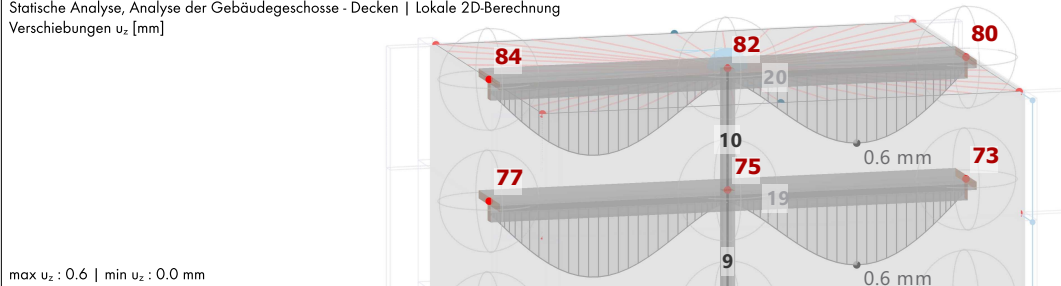 Statische Analyse, Analyse der Gebäudegeschosse - Decken | Lokale 2D-Berechnung
Verschiebungen uz [mm]
80
82
84
20
10
0.6 mm
73
75
77
19
9
0.6 mm
max uz : 0.6 | min uz : 0.0 mm